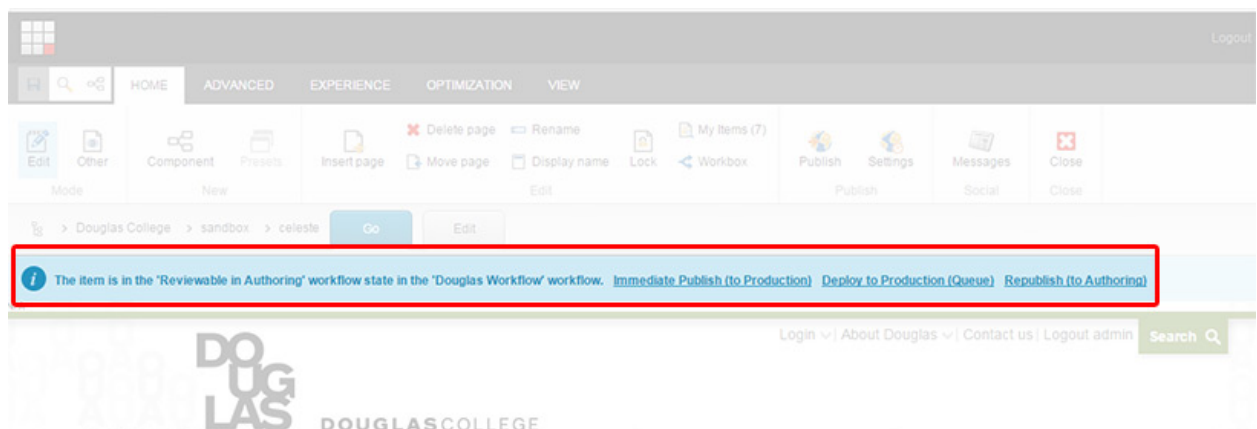 Logout
HOME ADVANCED EXPERIENCE OPTIMIZATION VIEW
Delete page Rename My Items (7)
Edit Other Component Presets Insert page Move page Display name Lock Workbox Publish Settings Messages Close
Mode New Edit Publish Social Close
> Douglas College > sandbox > celeste Go Edit
i The item is in the 'Reviewable in Authoring' workflow state in the 'Douglas Workflow' workflow. Immediate Publish (to Production) Deploy to Production (Queue) Republish (to Authoring)
Login | About Douglas | Contact us | Logout admin Search
DO
UG
LAS
DOUGLASCOLLEGE